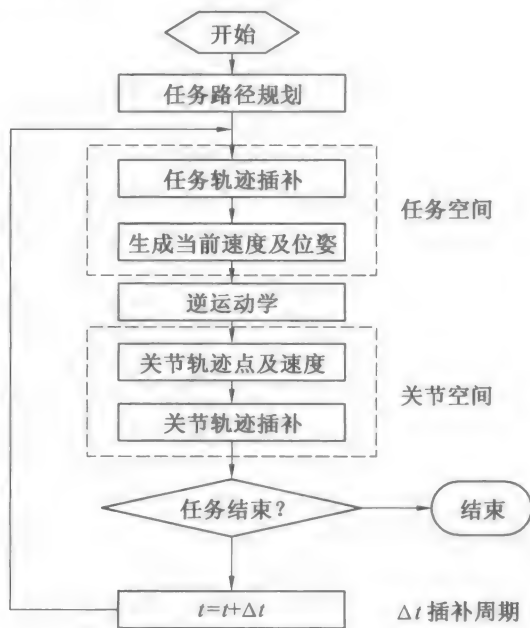 开始
任务路径规划
任务轨迹插补
任务空间
生成当前速度及位姿
逆运动学
关节轨迹点及速度
关节空间
关节轨迹插补
任务结束？
结束
t=t+Δt
Δt 插补周期